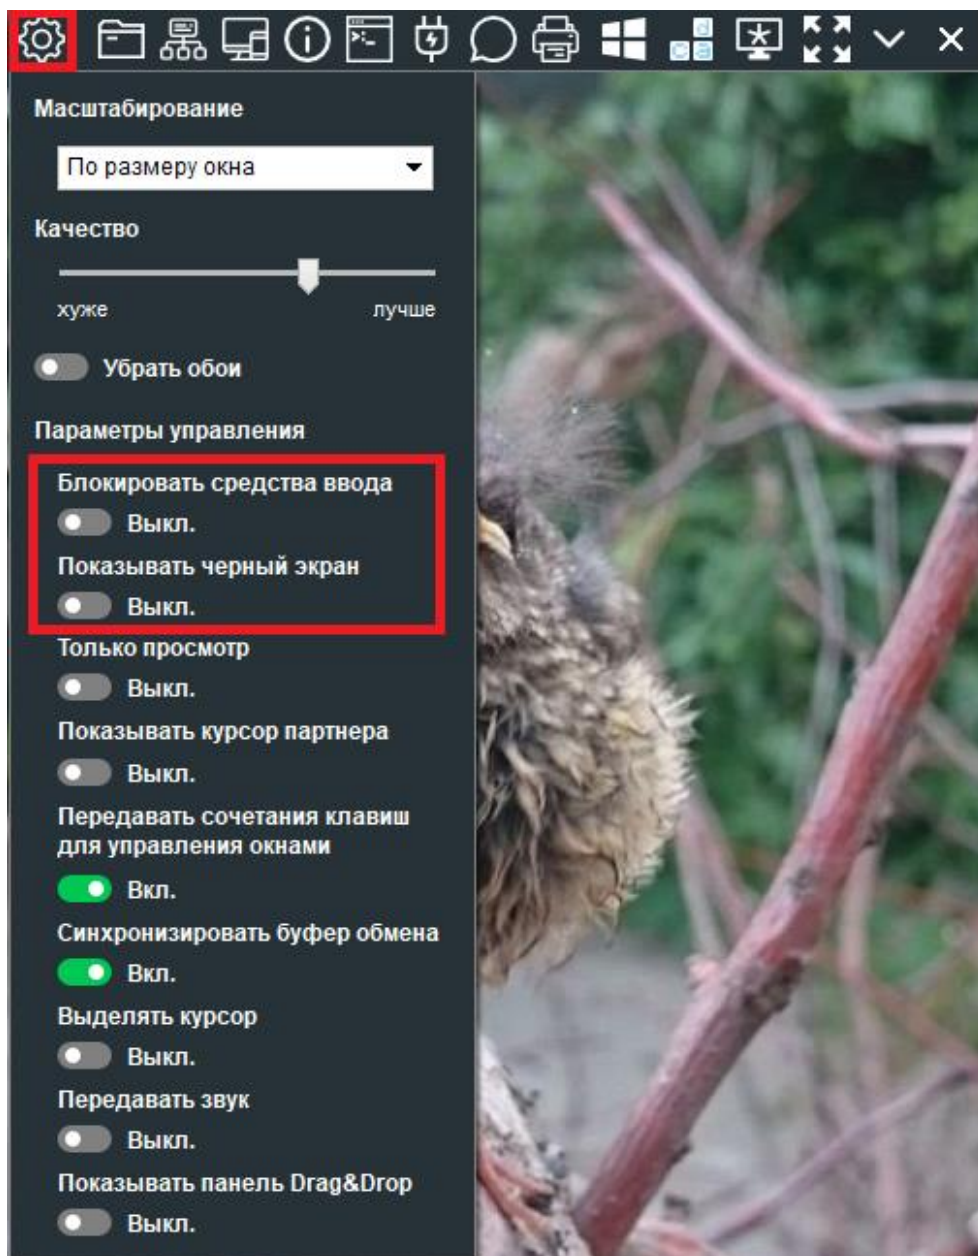 Масштабирование
По размеру окна
Качество
хуже лучше
Убрать обои
Параметры управления
Блокировать средства ввода
Выкл.
Показывать черный экран
Выкл.
Только просмотр
Выкл.
Показывать курсор партнера
Выкл.
Передавать сочетания клавиш
для управления окнами
Вкл.
Синхронизировать буфер обмена
Вкл.
Выделять курсор
Выкл.
Передавать звук
Выкл.
Показывать панель Drag&Drop
Выкл.